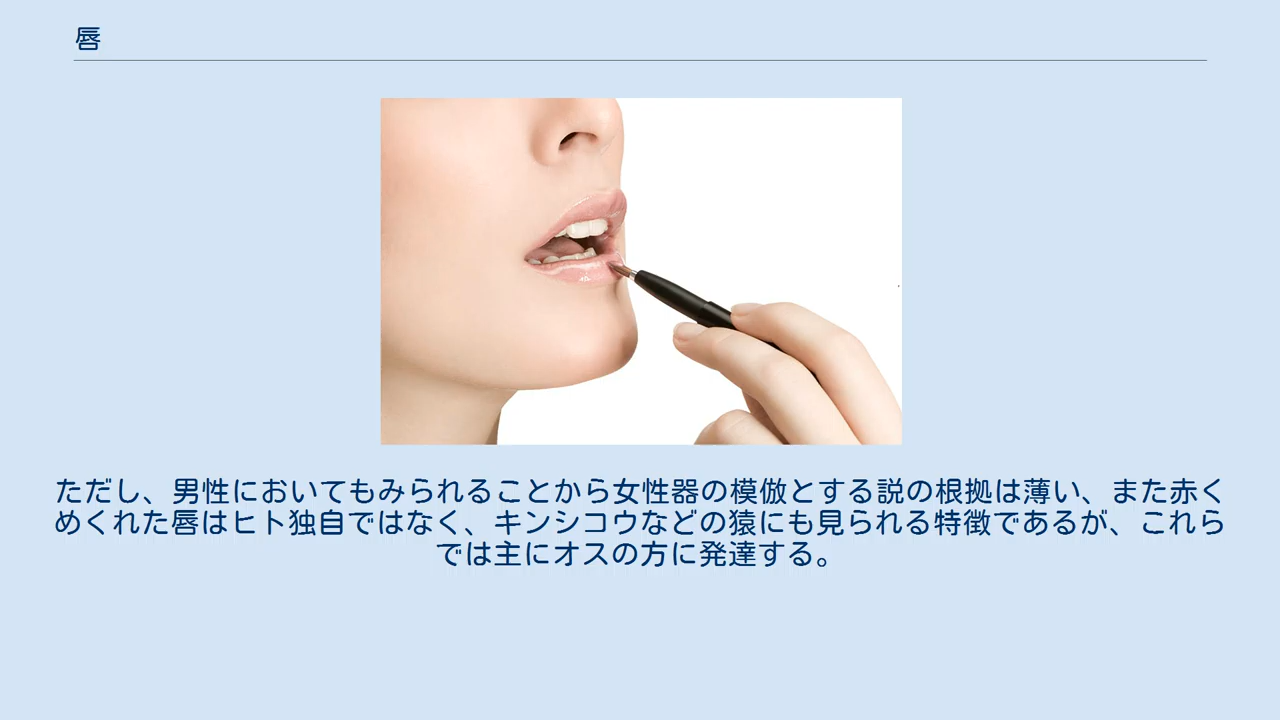 唇
ただし、男性においてもみられることから女性器の模倣とする説の根拠は薄い、また赤く
めくれた唇はヒト独自ではなく、キンシコウなどの猿にも見られる特徴であるが、これら
では主にオスの方に発達する。